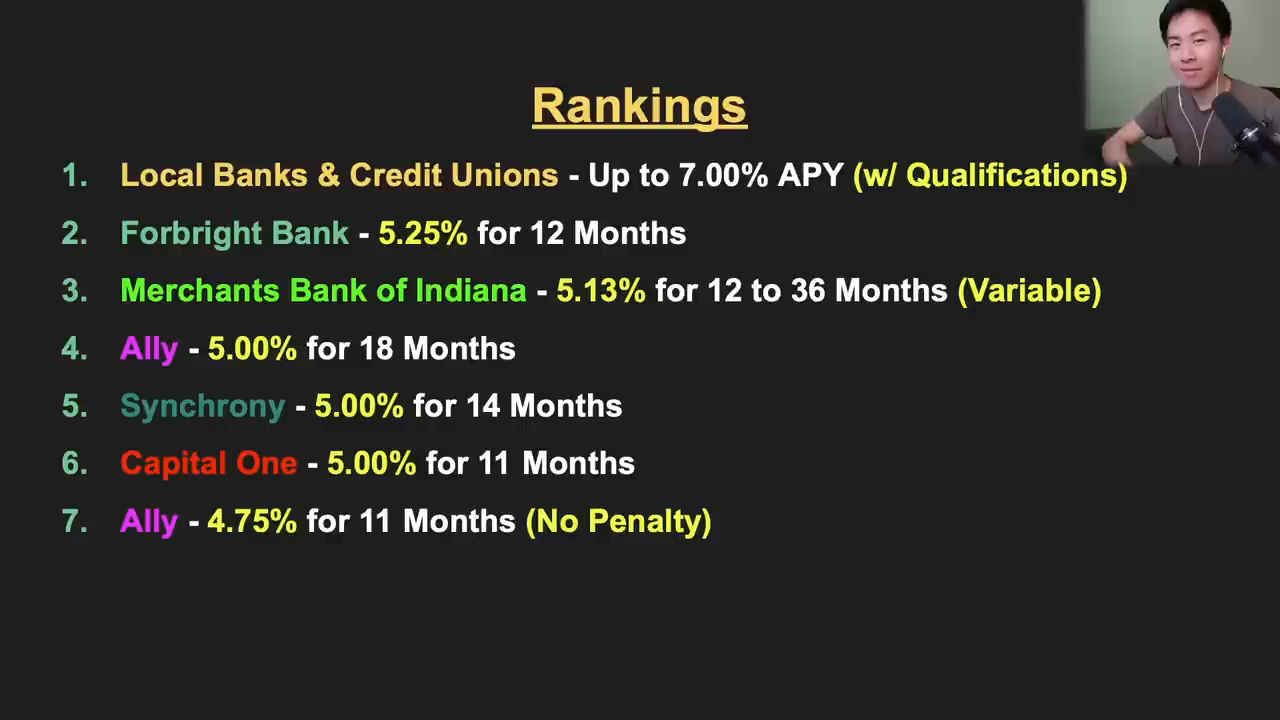 Rankings
1. Local Banks & Credit Unions - Up to 7.00% APY (w/ Qualifications)
2. Forbright Bank - 5.25% for 12 Months
3. Merchants Bank of Indiana - 5.13% for 12 to 36 Months (Variable)
4. Ally - 5.00% for 18 Months
5. Synchrony - 5.00% for 14 Months
6. Capital One - 5.00% for 11 Months
7. Ally - 4.75% for 11 Months (No Penalty)